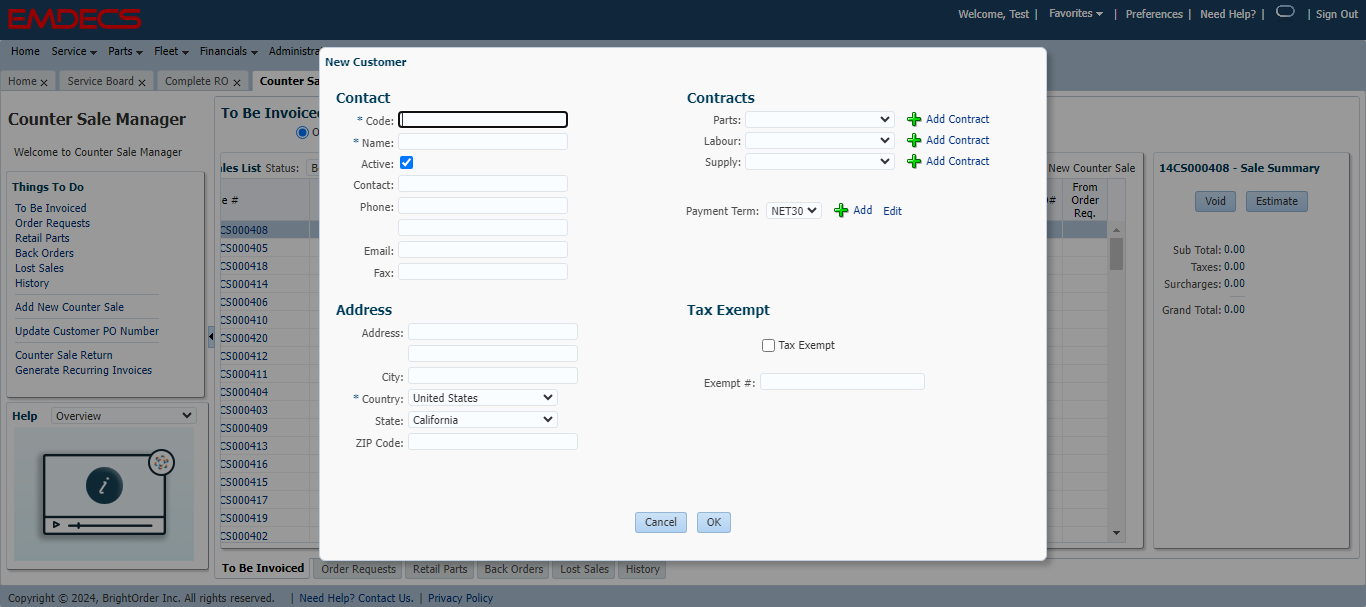 EMDECS
Welcome, Test | Favorites | Preferences | Need Help? | | Sign Out
Home Service Parts Fleet Financials Administra
Home x Service Board x Complete RO x Counter Sa
Counter Sale Manager
Welcome to Counter Sale Manager
Things To Do
To Be Invoiced
Order Requests
Retail Parts
Back Orders
Lost Sales
History
Add New Counter Sale
Update Customer PO Number
Counter Sale Return
Generate Recurring Invoices
Help Overview
i
To Be Invoice
O
les List Status: B
e #
CS000408
CS000405
CS000418
CS000414
CS000406
CS000410
CS000420
CS000412
CS000411
CS000404
CS000403
CS000409
CS000413
CS000416
CS000415
CS000417
CS000419
CS000402
New Customer
Contact
* Code:
* Name:
Active:
Contact:
Phone:
Email:
Fax:
Address
Address:
City:
* Country: United States
State: California
ZIP Code:
Contracts
Parts: Add Contract
Labour: Add Contract
Supply: Add Contract
Payment Term: NET30 Add Edit
Tax Exempt
Tax Exempt
Exempt #:
Cancel OK
New Counter Sale
#
From
Order
Req.
14CS000408 - Sale Summary
Void Estimate
Sub Total: 0.00
Taxes: 0.00
Surcharges: 0.00
Grand Total: 0.00
To Be Invoiced Order Requests Retail Parts Back Orders Lost Sales History
Copyright © 2024, BrightOrder Inc. All rights reserved. | Need Help? Contact Us. | Privacy Policy